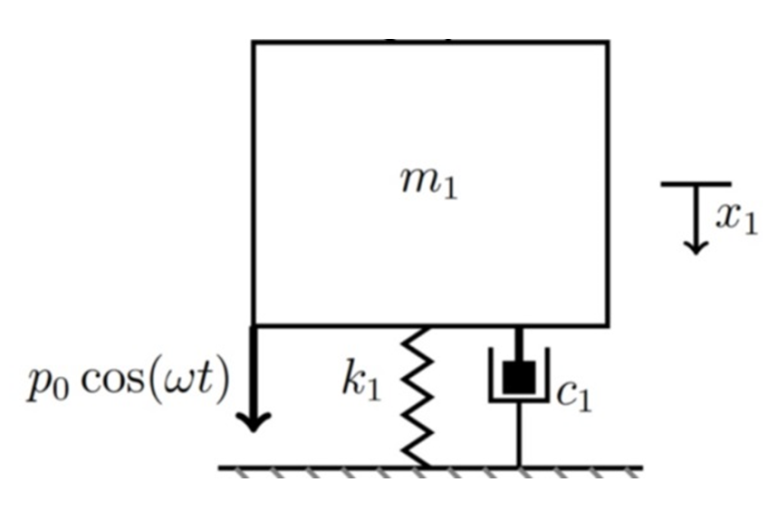 m₁
x₁
p₀ cos(ωt)
k₁
c₁